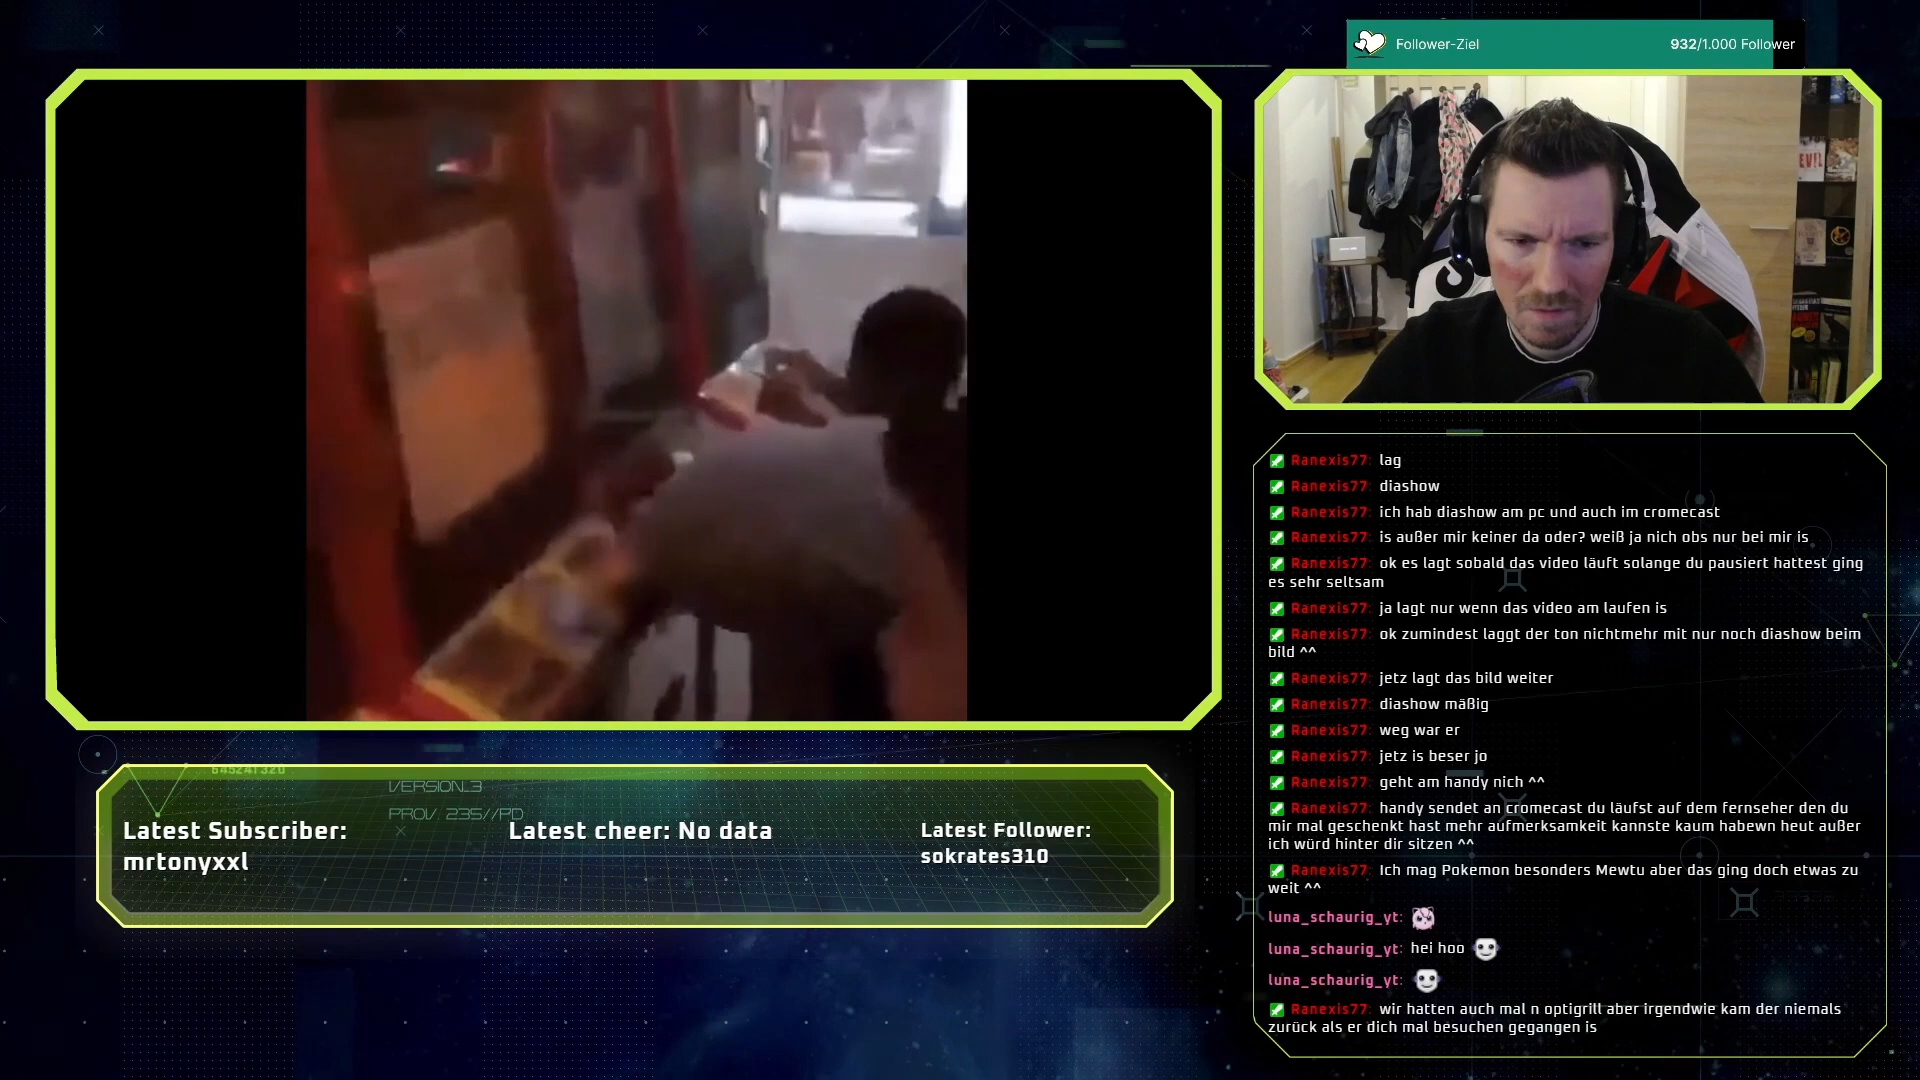 Follower-Ziel
932/1.000 Follower
Ranexis77: lag
Ranexis77: diashow
Ranexis77: ich hab diashow am pc und auch im cromecast
Ranexis77: is außer mir keiner da oder? weiß ja nich obs nur bei mir is
Ranexis77: ok es lagt sobald das video läuft solange du pausiert hattest ging
es sehr seltsam
Ranexis77: ja lagt nur wenn das video am laufen is
Ranexis77: ok zumindest laggt der ton nichtmehr mit nur noch diashow beim
bild ^^
Ranexis77: jetz lagt das bild weiter
Ranexis77: diashow mäßig
Ranexis77: weg war er
Ranexis77: jetz is beser jo
Ranexis77: geht am handy nich ^^
Ranexis77: handy sendet an cromecast du läufst auf dem fernseher den du
mir mal geschenkt hast mehr aufmerksamkeit kannste kaum habewn heut außer
ich würd hinter dir sitzen ^^
Ranexis77: Ich mag Pokemon besonders Mewtu aber das ging doch etwas zu
weit ^^
luna_schaurig_yt:
luna_schaurig_yt: hei hoo
luna_schaurig_yt:
Ranexis77: wir hatten auch mal n optigrill aber irgendwie kam der niemals
zurück als er dich mal besuchen gegangen is
VERSION_3
PROV. 235//PD
Latest Subscriber:
mrtonyxxl
Latest cheer: No data
Latest Follower:
sokrates310